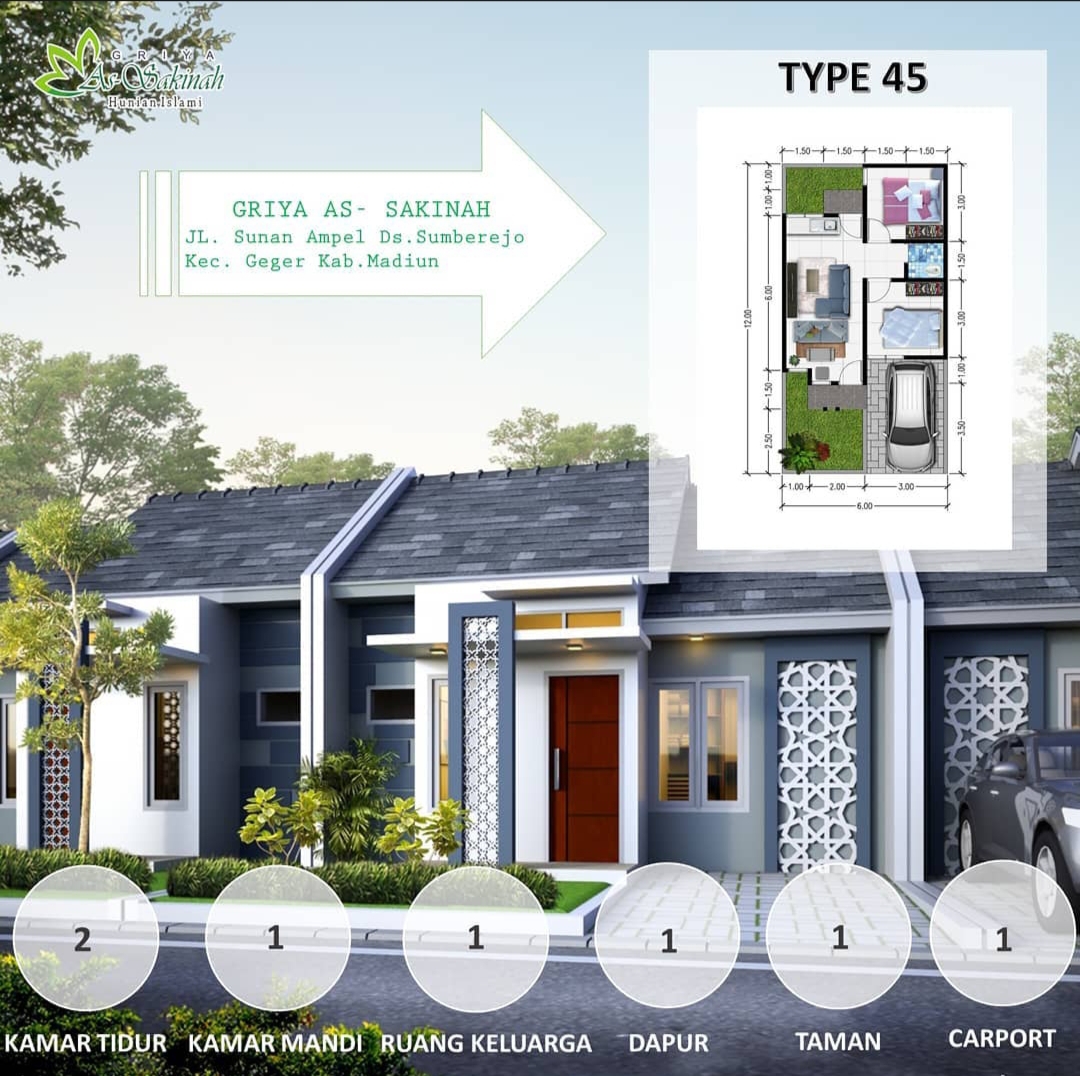 GRIYA
As-Sakinah
Hunian Islami
TYPE 45
GRIYA AS- SAKINAH
JL. Sunan Ampel Ds.Sumberejo
Kec. Geger Kab.Madiun
1.50 1.50 1.50 1.50
1.00
1.00
6.00
1.50
2.50
12.00
3.00
1.50
3.00
1.00
3.50
1.00 2.00 3.00
6.00
2 1 1 1 1 1
KAMAR TIDUR KAMAR MANDI RUANG KELUARGA DAPUR TAMAN CARPORT